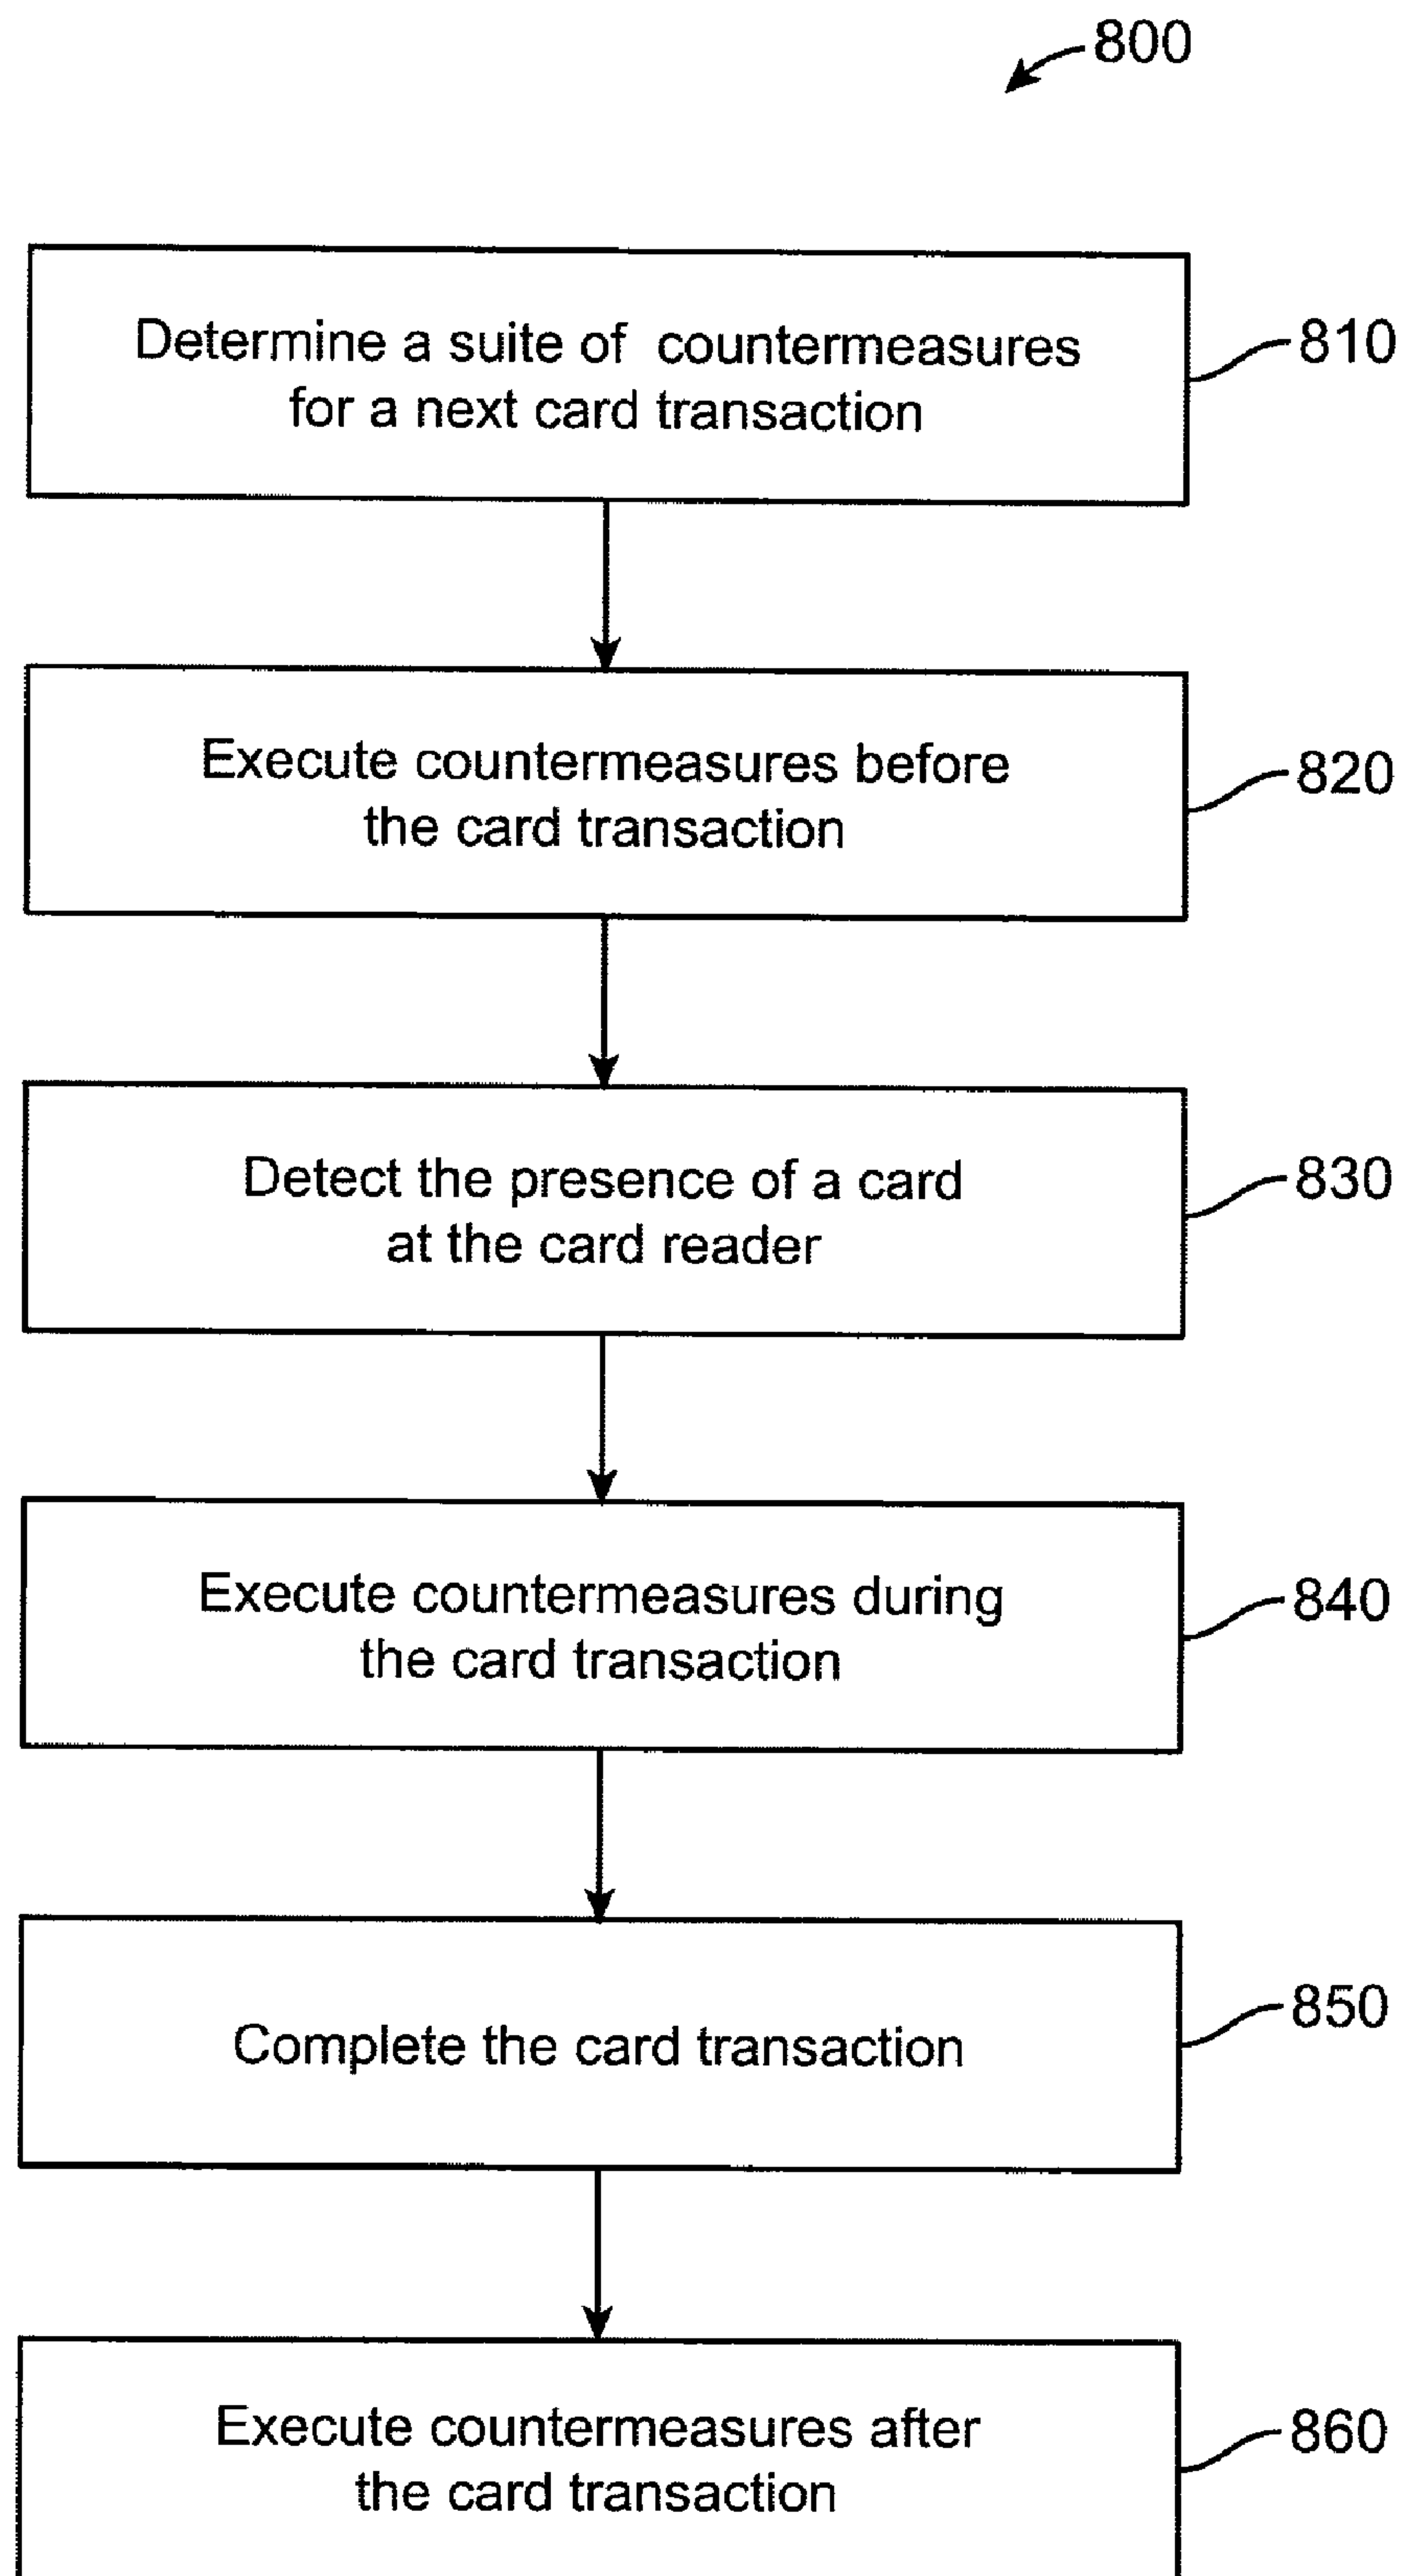 800
Determine a suite of countermeasures
for a next card transaction
810
Execute countermeasures before
the card transaction
820
Detect the presence of a card
at the card reader
830
Execute countermeasures during
the card transaction
840
Complete the card transaction
850
Execute countermeasures after
the card transaction
860